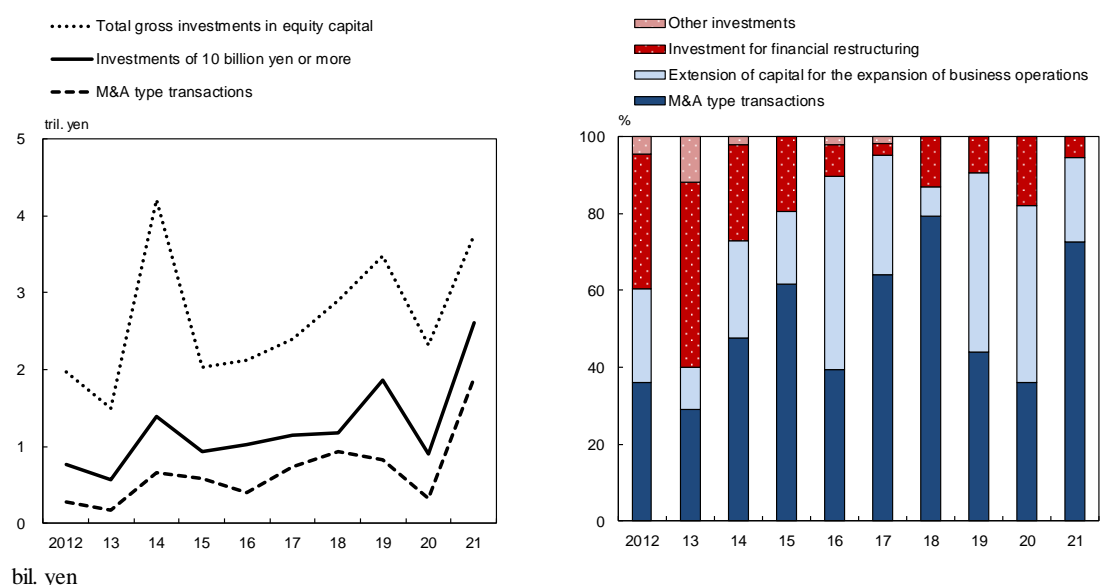 Total gross investments in equity capital
Investments of 10 billion yen or more
M&A type transactions
tril. yen
5
4
3
2
1
0
2012 13 14 15 16 17 18 19 20 21
bil. yen
Other investments
Investment for financial restructuring
Extension of capital for the expansion of business operations
M&A type transactions
%
100
80
60
40
20
0
2012 13 14 15 16 17 18 19 20 21